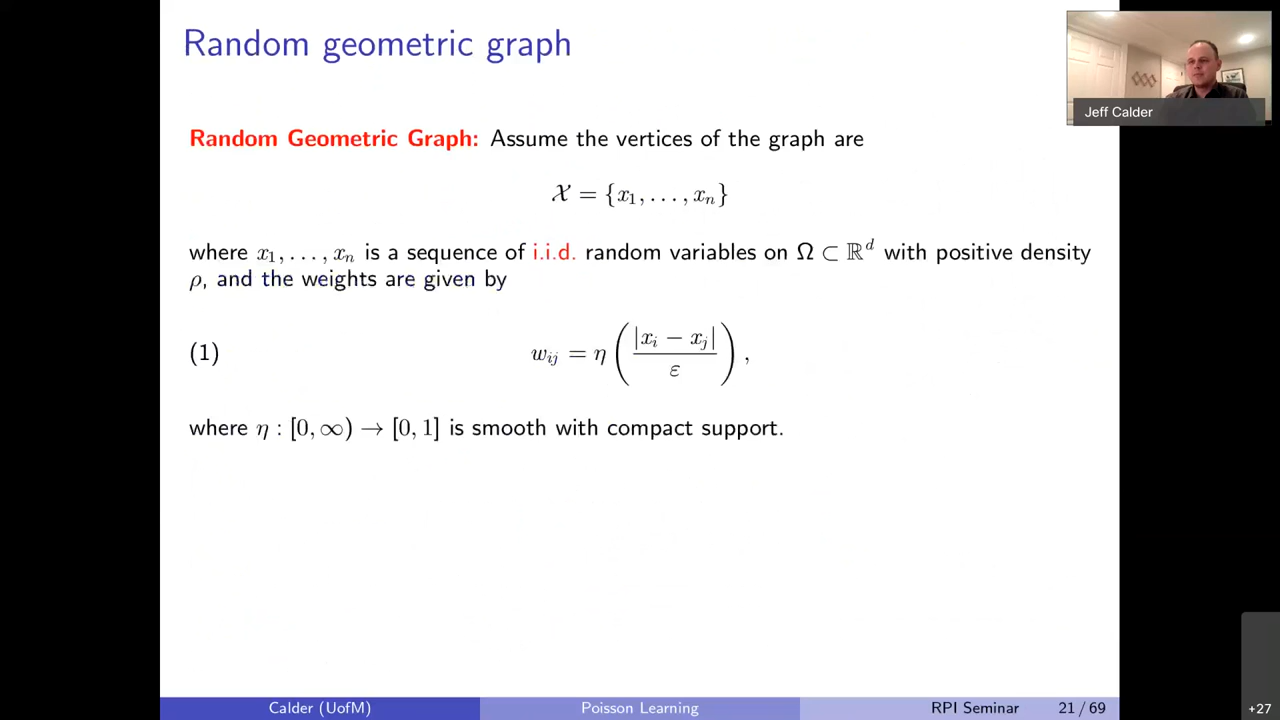 Random geometric graph
Jeff Calder
Random Geometric Graph: Assume the vertices of the graph are
𝒳 = {x₁, . . . , xₙ}
where x₁, . . . , xₙ is a sequence of i.i.d. random variables on Ω ⊂ ℝᵈ with positive density
ρ, and the weights are given by
(1) wᵢⱼ = η ( |xᵢ − xⱼ| / ε ) ,
where η : [0, ∞) → [0, 1] is smooth with compact support.
Calder (UofM) Poisson Learning RPI Seminar 21 / 69
+27